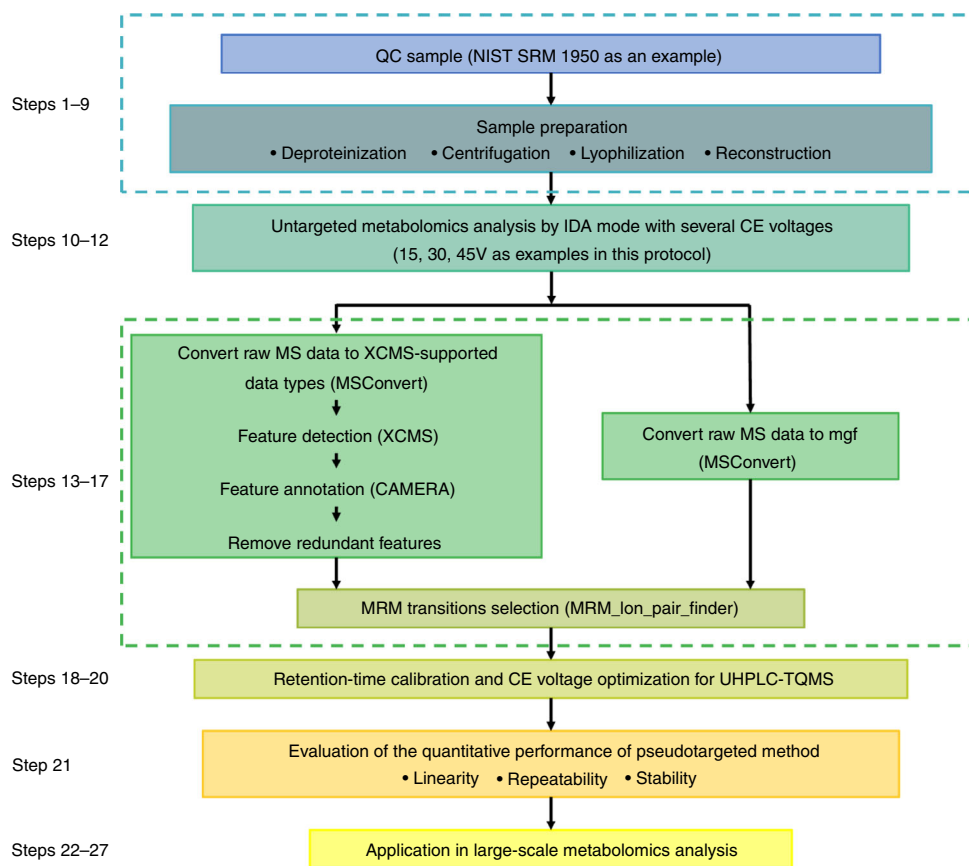 QC sample (NIST SRM 1950 as an example)
Steps 1–9
Sample preparation
• Deproteinization • Centrifugation • Lyophilization • Reconstruction
Steps 10–12
Untargeted metabolomics analysis by IDA mode with several CE voltages
(15, 30, 45V as examples in this protocol)
Steps 13–17
Convert raw MS data to XCMS-supported
data types (MSConvert)
Feature detection (XCMS)
Feature annotation (CAMERA)
Remove redundant features
Convert raw MS data to mgf
(MSConvert)
MRM transitions selection (MRM_lon_pair_finder)
Steps 18–20
Retention-time calibration and CE voltage optimization for UHPLC-TQMS
Step 21
Evaluation of the quantitative performance of pseudotargeted method
• Linearity • Repeatability • Stability
Steps 22–27
Application in large-scale metabolomics analysis